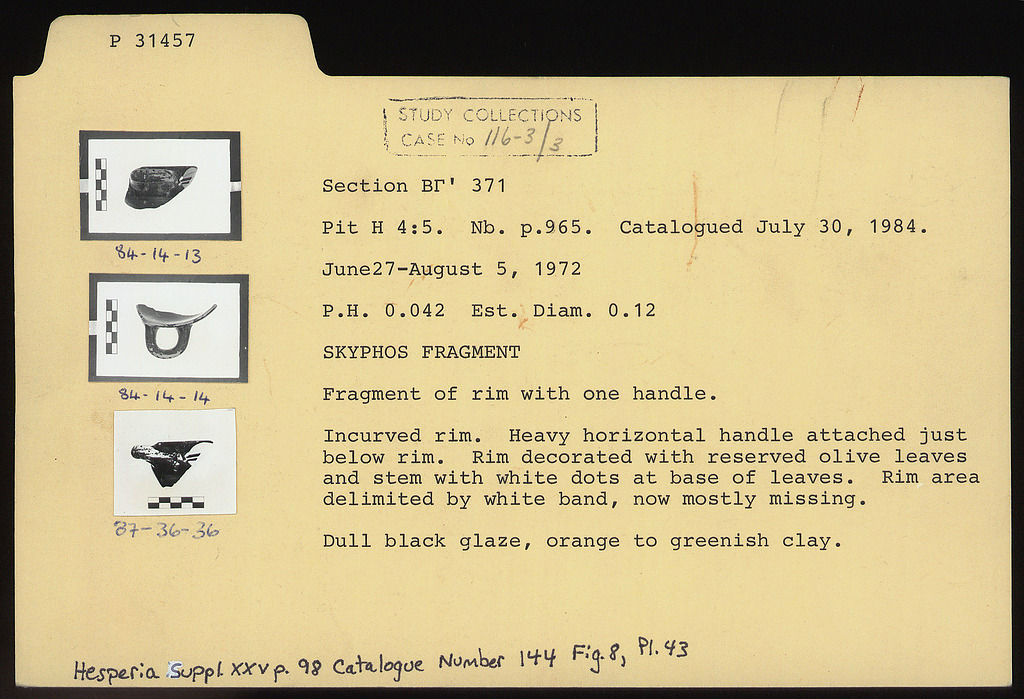 P 31457
STUDY COLLECTIONS
CASE No 116-3/3
Section ΒΓ' 371
Pit H 4:5. Nb. p.965. Catalogued July 30, 1984.
June27-August 5, 1972
P.H. 0.042 Est. Diam. 0.12
SKYPHOS FRAGMENT
Fragment of rim with one handle.
Incurved rim. Heavy horizontal handle attached just
below rim. Rim decorated with reserved olive leaves
and stem with white dots at base of leaves. Rim area
delimited by white band, now mostly missing.
Dull black glaze, orange to greenish clay.
84-14-13
84-14-14
87-36-36
Hesperia Suppl. XXV p. 98 Catalogue Number 144 Fig. 8, Pl. 43